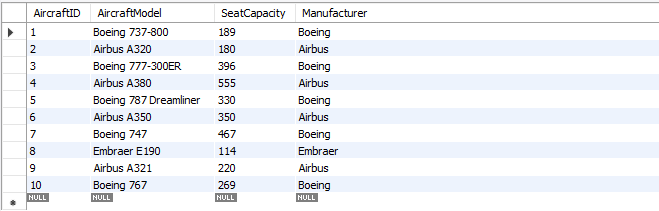 AircraftID AircraftModel SeatCapacity Manufacturer
1 Boeing 737-800 189 Boeing
2 Airbus A320 180 Airbus
3 Boeing 777-300ER 396 Boeing
4 Airbus A380 555 Airbus
5 Boeing 787 Dreamliner 330 Boeing
6 Airbus A350 350 Airbus
7 Boeing 747 467 Boeing
8 Embraer E190 114 Embraer
9 Airbus A321 220 Airbus
10 Boeing 767 269 Boeing
NULL NULL NULL NULL